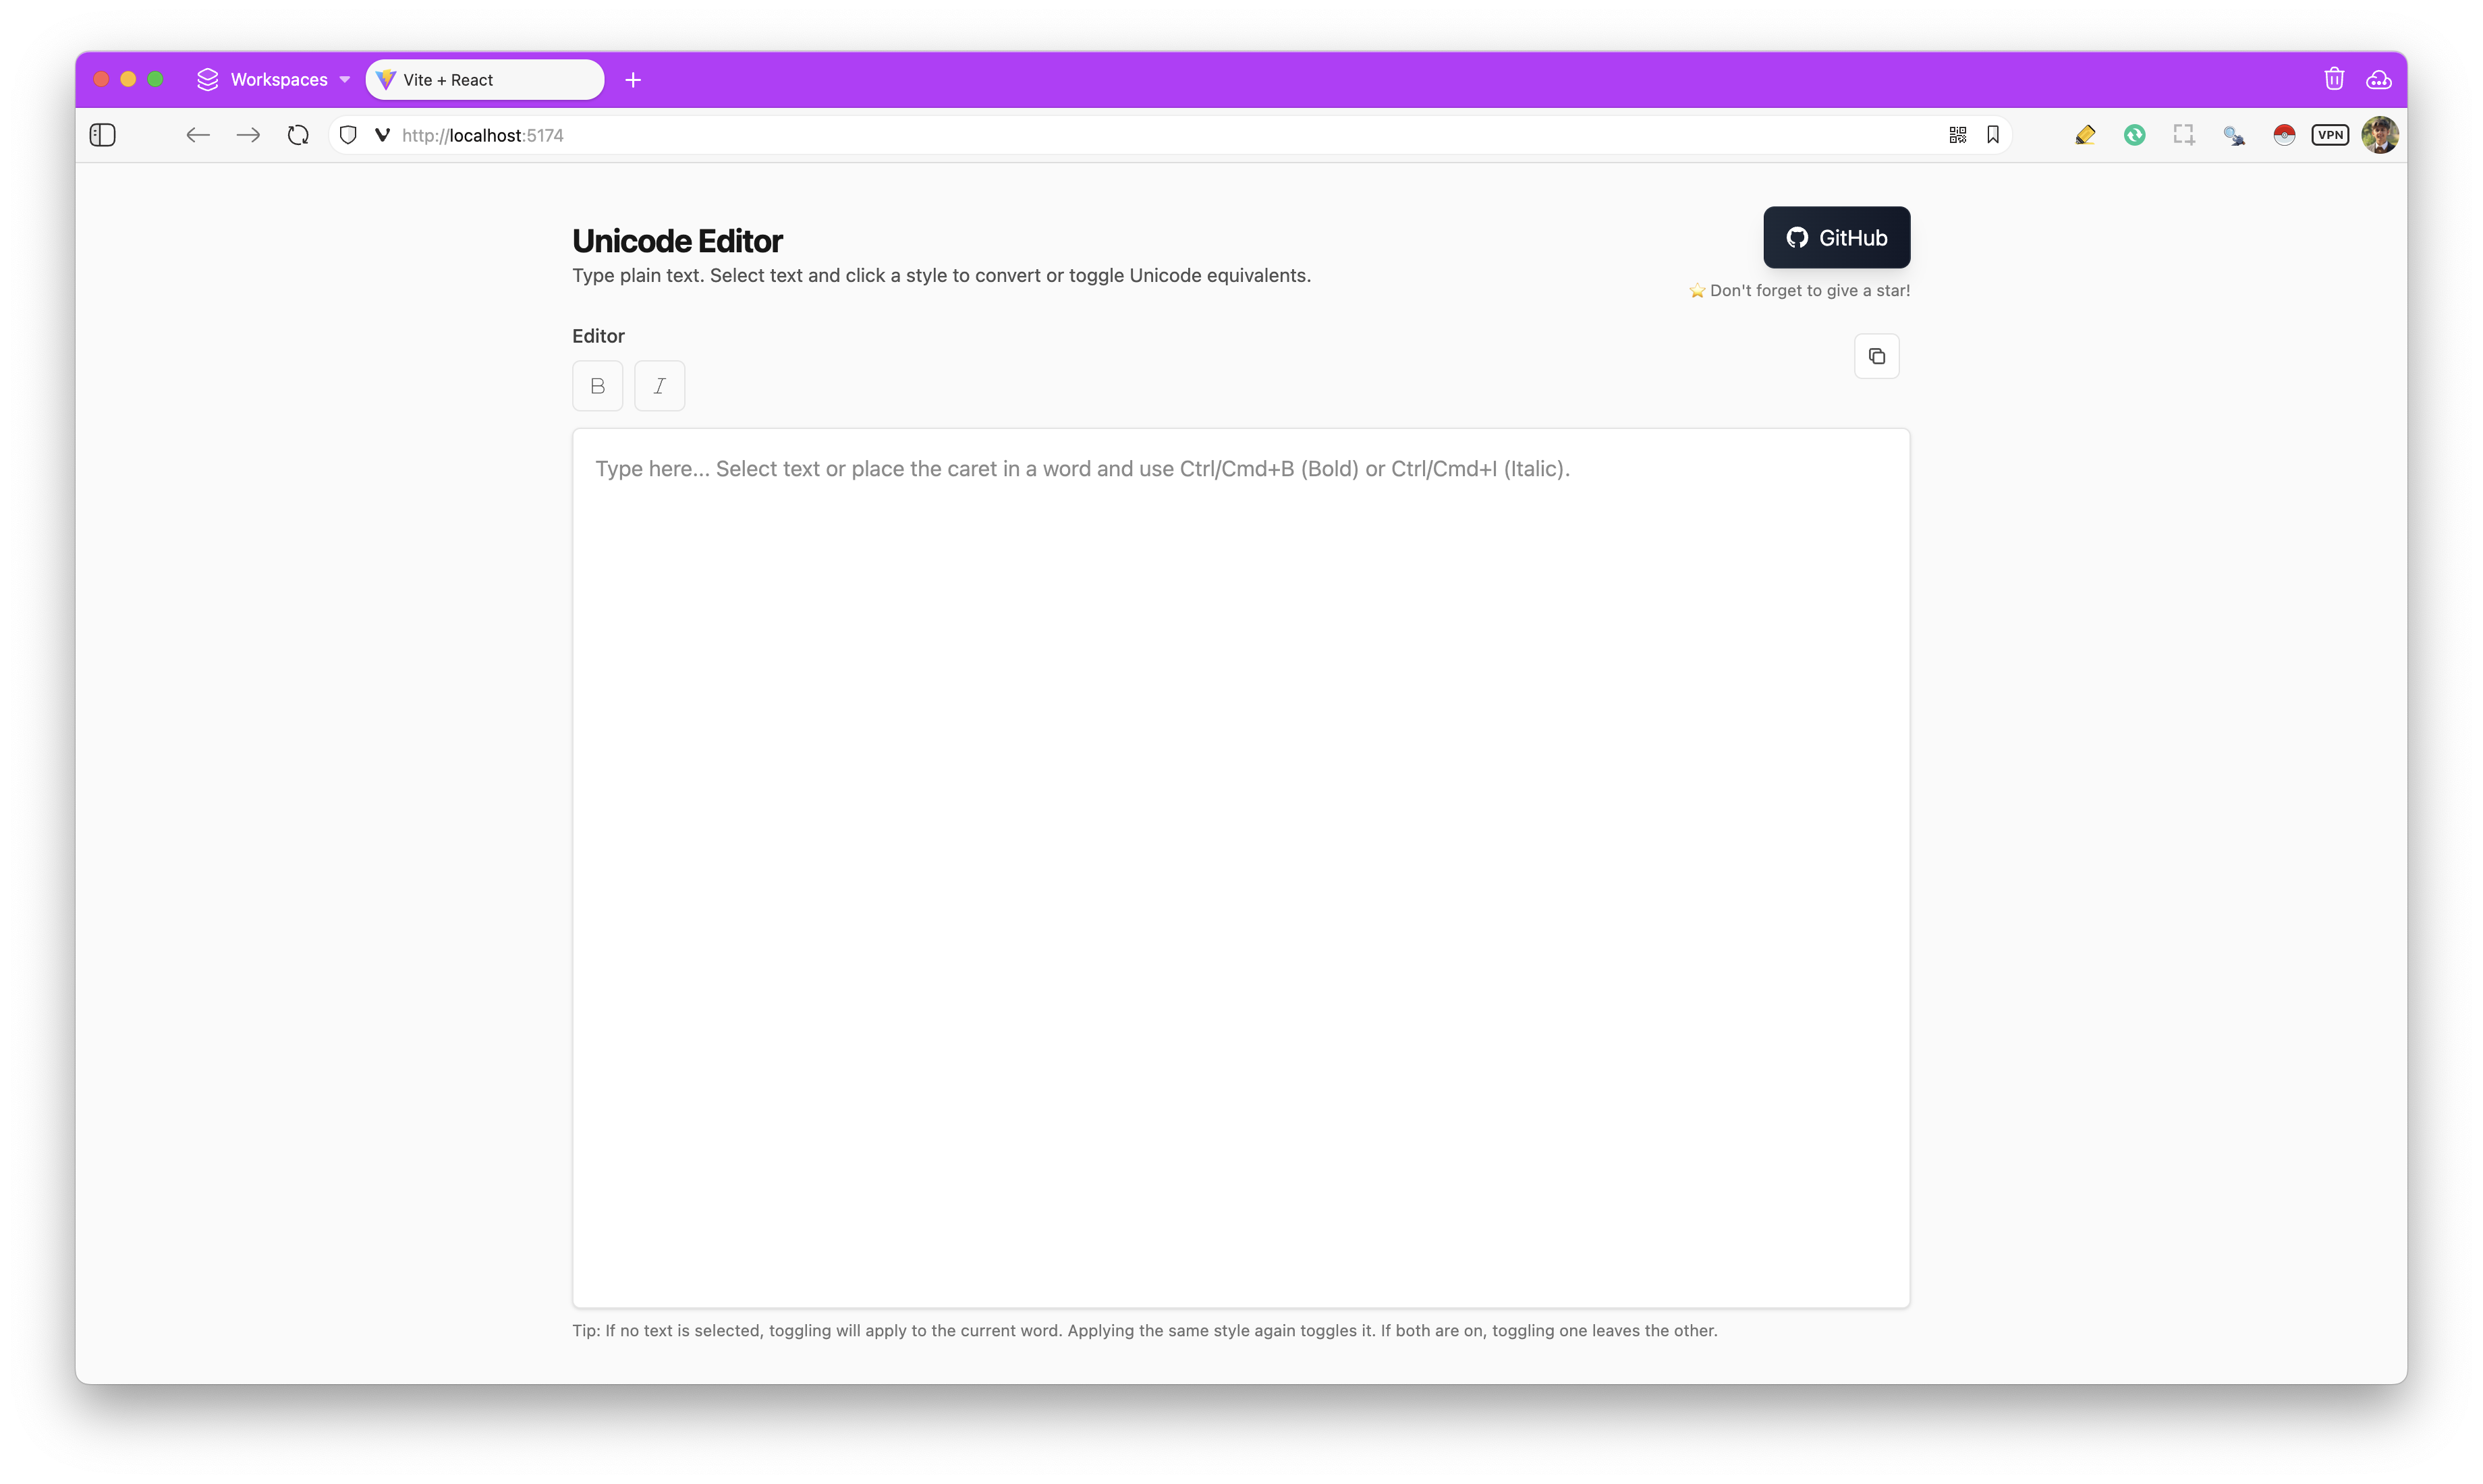 Workspaces
Vite + React
http://localhost:5174
VPN
Unicode Editor
GitHub
Type plain text. Select text and click a style to convert or toggle Unicode equivalents.
⭐ Don't forget to give a star!
Editor
B I
Type here... Select text or place the caret in a word and use Ctrl/Cmd+B (Bold) or Ctrl/Cmd+I (Italic).
Tip: If no text is selected, toggling will apply to the current word. Applying the same style again toggles it. If both are on, toggling one leaves the other.